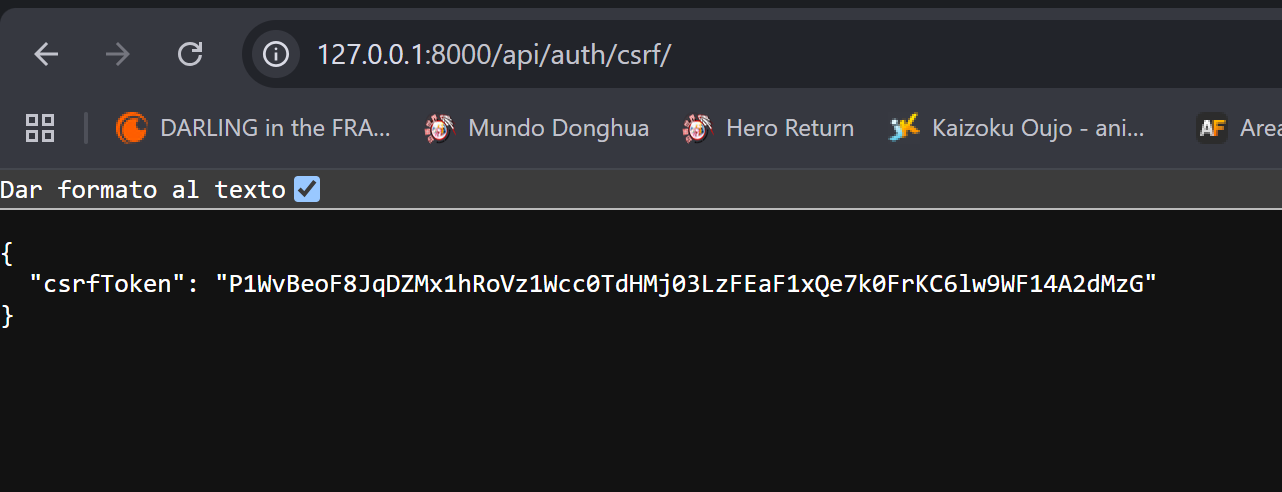 127.0.0.1:8000/api/auth/csrf/
DARLING in the FRA... Mundo Donghua Hero Return Kaizoku Oujo - ani... AF Area
Dar formato al texto
{
"csrfToken": "P1WvBeoF8JqDZMx1hRoVz1Wcc0TdHMj03LzFEaF1xQe7k0FrKC6lw9WF14A2dMzG"
}